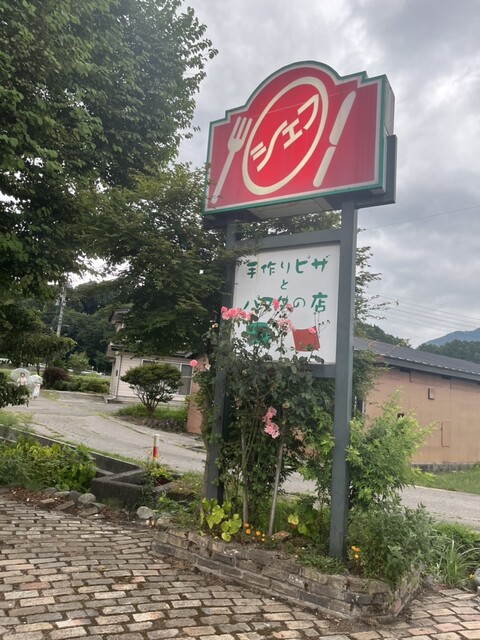 シェフ
手作りピザ
と
パスタの店